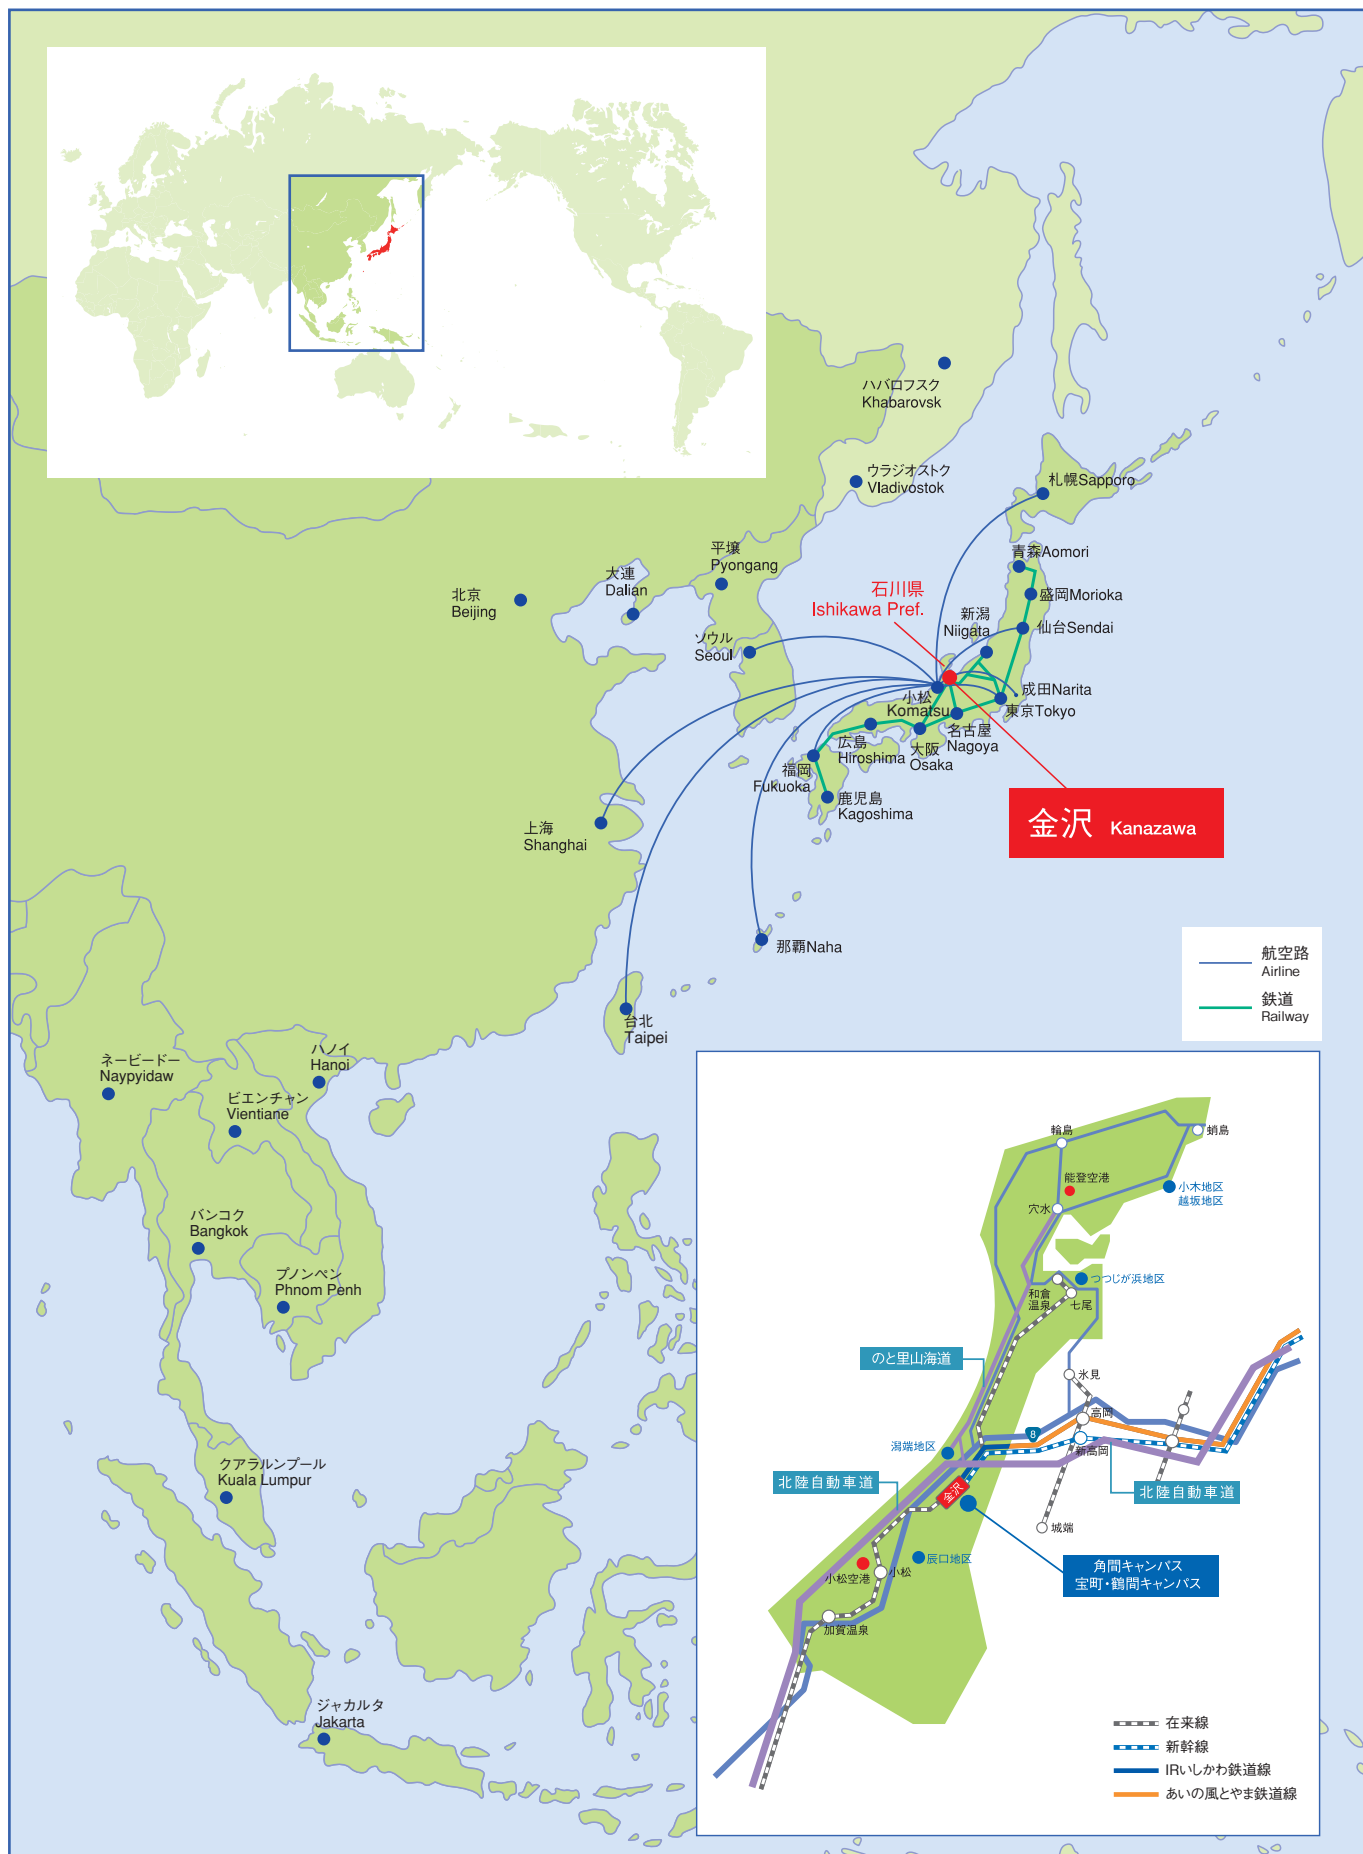 ハバロフスク
Khabarovsk
ウラジオストク
Vladivostok
札幌Sapporo
青森Aomori
盛岡Morioka
仙台Sendai
新潟
Niigata
石川県
Ishikawa Pref.
平壌
Pyongang
大連
Dalian
北京
Beijing
ソウル
Seoul
成田Narita
東京Tokyo
小松
Komatsu
名古屋
Nagoya
大阪
Osaka
広島
Hiroshima
福岡
Fukuoka
鹿児島
Kagoshima
金沢 Kanazawa
上海
Shanghai
那覇Naha
台北
Taipei
航空路
Airline
鉄道
Railway
ハノイ
Hanoi
ネーピードー
Naypyidaw
ビエンチャン
Vientiane
バンコク
Bangkok
プノンペン
Phnom Penh
クアラルンプール
Kuala Lumpur
ジャカルタ
Jakarta
輪島
蛸島
能登空港
小木地区
越坂地区
穴水
つつじが浜地区
和倉
温泉
七尾
のと里山海道
氷見
高岡
8
新高岡
潟端地区
北陸自動車道
金沢
北陸自動車道
城端
辰口地区
小松空港
小松
角間キャンパス
宝町・鶴間キャンパス
加賀温泉
在来線
新幹線
IRいしかわ鉄道線
あいの風とやま鉄道線